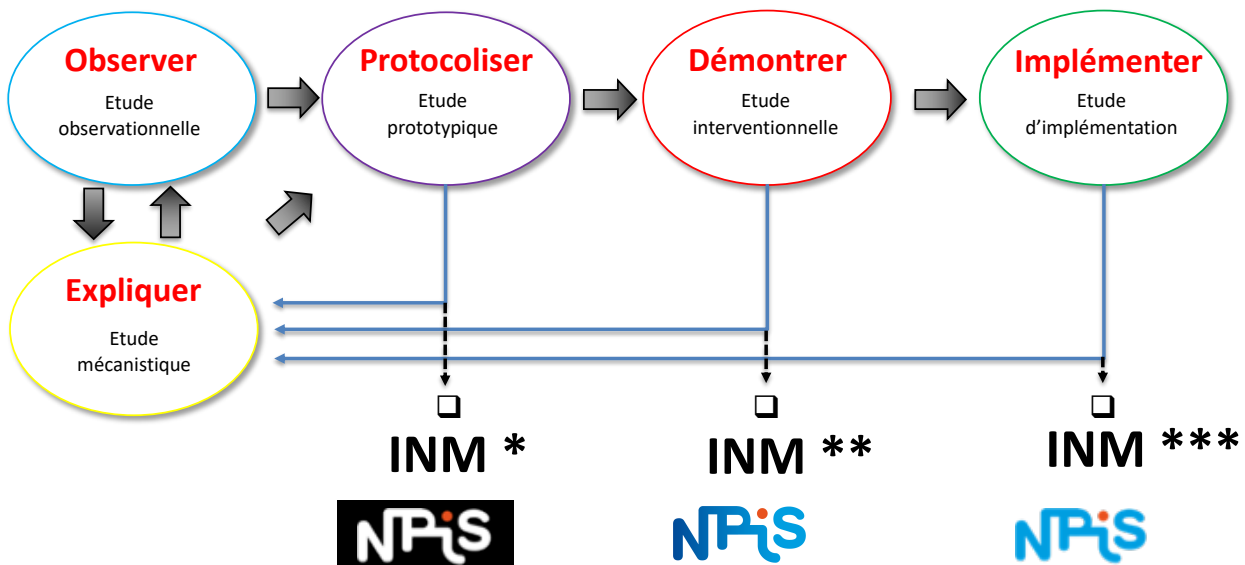 Observer
Etude
observationnelle
Protocoliser
Etude
prototypique
Démontrer
Etude
interventionnelle
Implémenter
Etude
d'implémentation
Expliquer
Etude
mécanistique
INM *
INM **
INM ***
NPiS
NPiS
NPiS